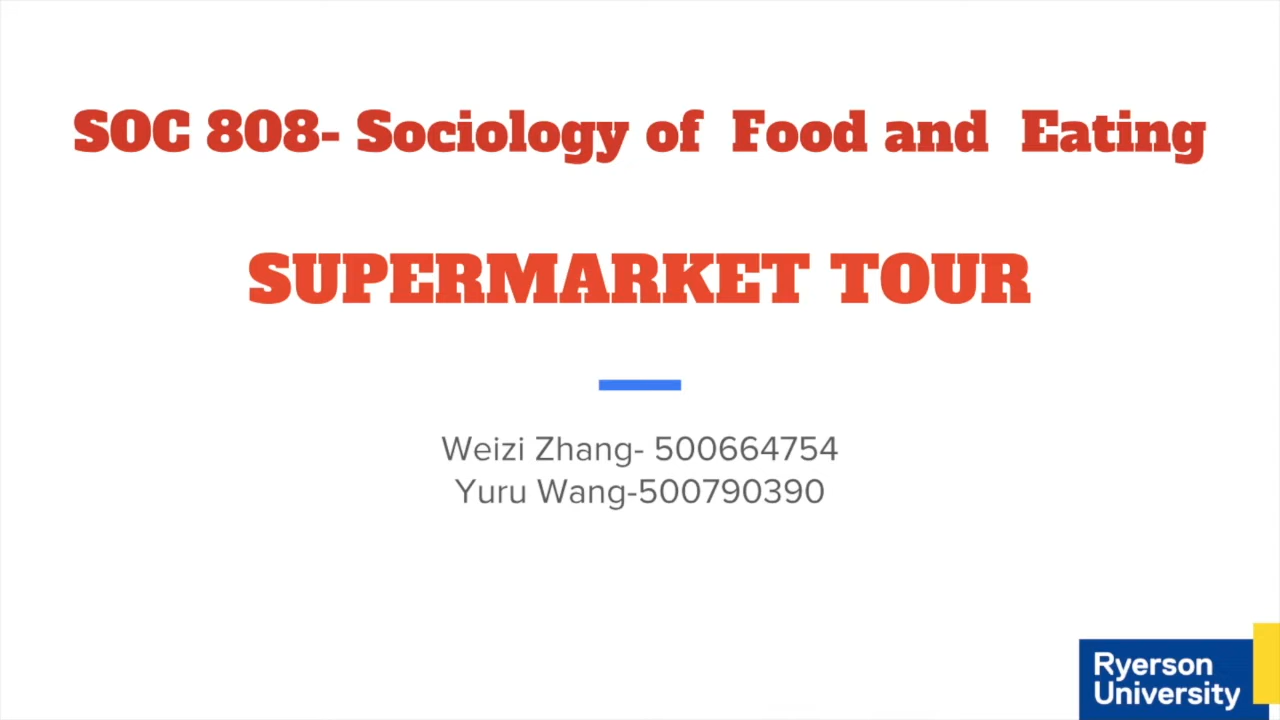 SOC 808- Sociology of Food and Eating
SUPERMARKET TOUR
Weizi Zhang- 500664754
Yuru Wang-500790390
Ryerson
University